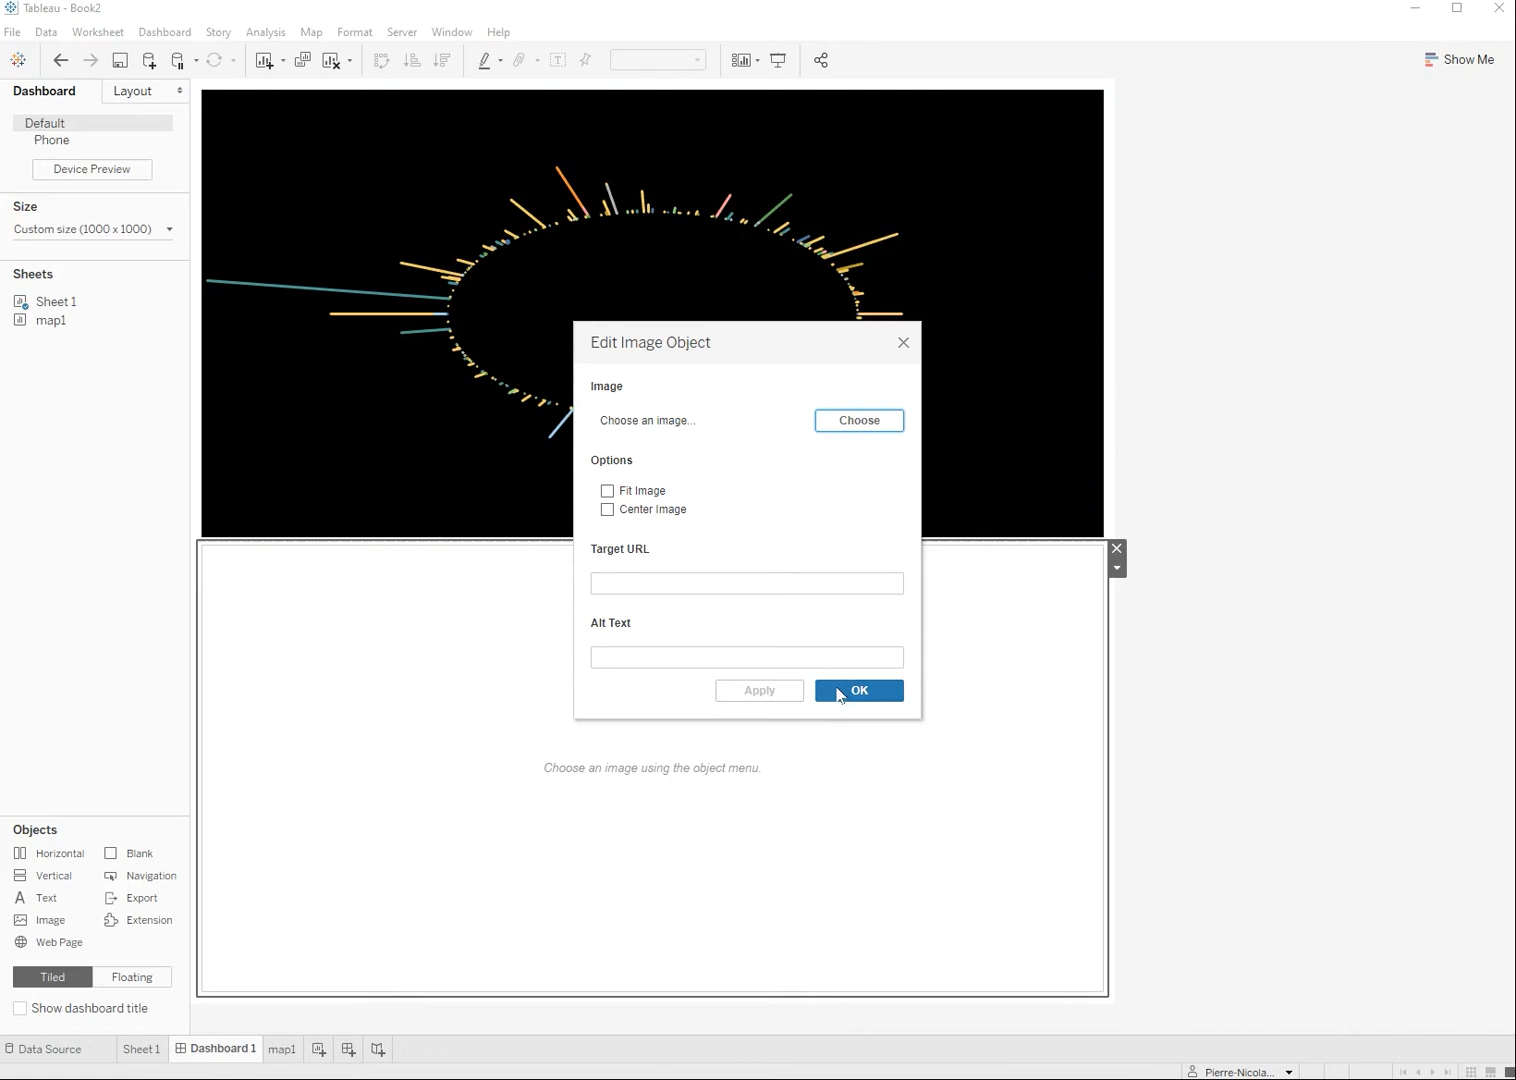 Tableau - Book2
File Data Worksheet Dashboard Story Analysis Map Format Server Window Help
Show Me
Dashboard Layout
Default
Phone
Device Preview
Size
Custom size (1000 x 1000)
Sheets
Sheet 1
map1
Edit Image Object
Image
Choose an image... Choose
Options
Fit Image
Center Image
Target URL
Alt Text
Apply OK
Choose an image using the object menu.
Objects
Horizontal Blank
Vertical Navigation
A Text Export
Image Extension
Web Page
Tiled Floating
Show dashboard title
Data Source Sheet 1 Dashboard 1 map1
Pierre-Nicola...